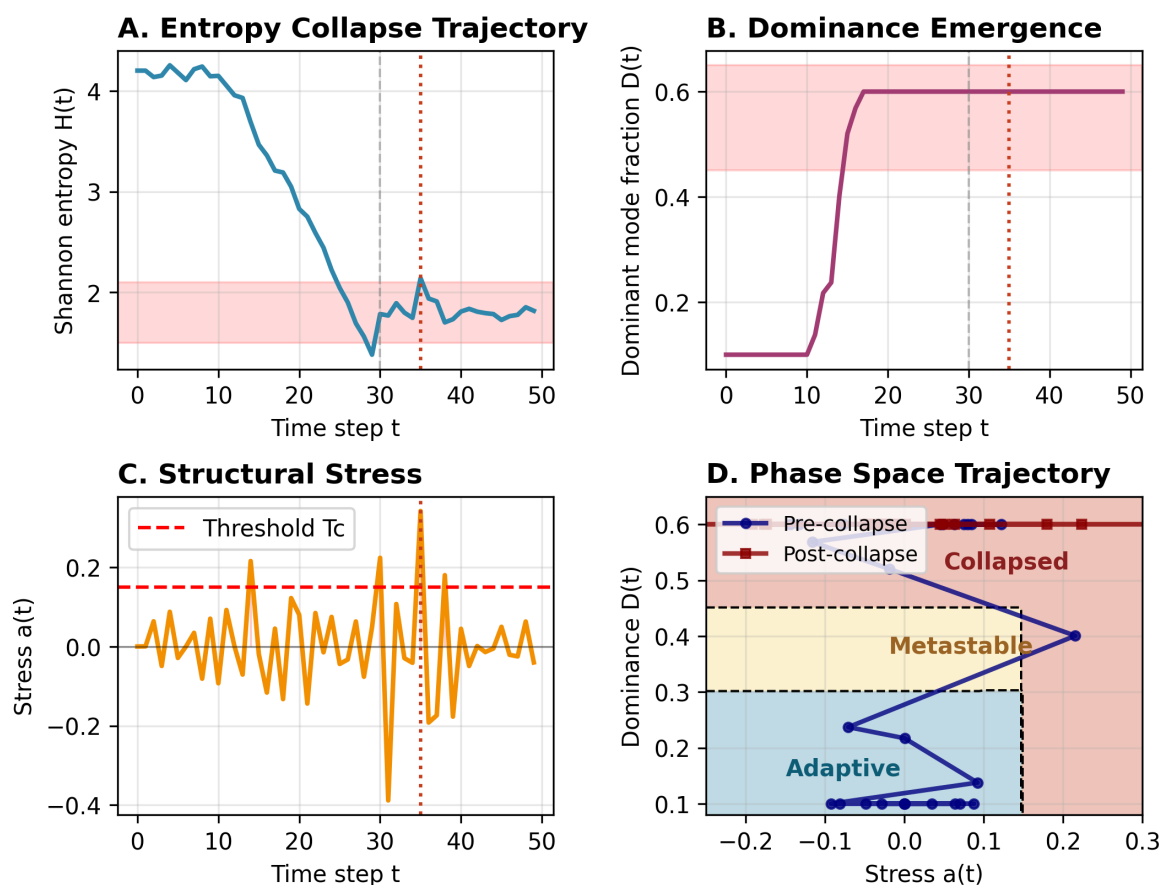 A. Entropy Collapse Trajectory
Shannon entropy H(t)
4
3
2
0 10 20 30 40 50
Time step t
B. Dominance Emergence
Dominant mode fraction D(t)
0.6
0.4
0.2
0 10 20 30 40 50
Time step t
C. Structural Stress
Stress a(t)
Threshold Tc
0.2
0.0
−0.2
−0.4
0 10 20 30 40 50
Time step t
D. Phase Space Trajectory
Dominance D(t)
0.6
0.5
0.4
0.3
0.2
0.1
Pre-collapse
Post-collapse
Collapsed
Metastable
Adaptive
−0.2 −0.1 0.0 0.1 0.2 0.3
Stress a(t)